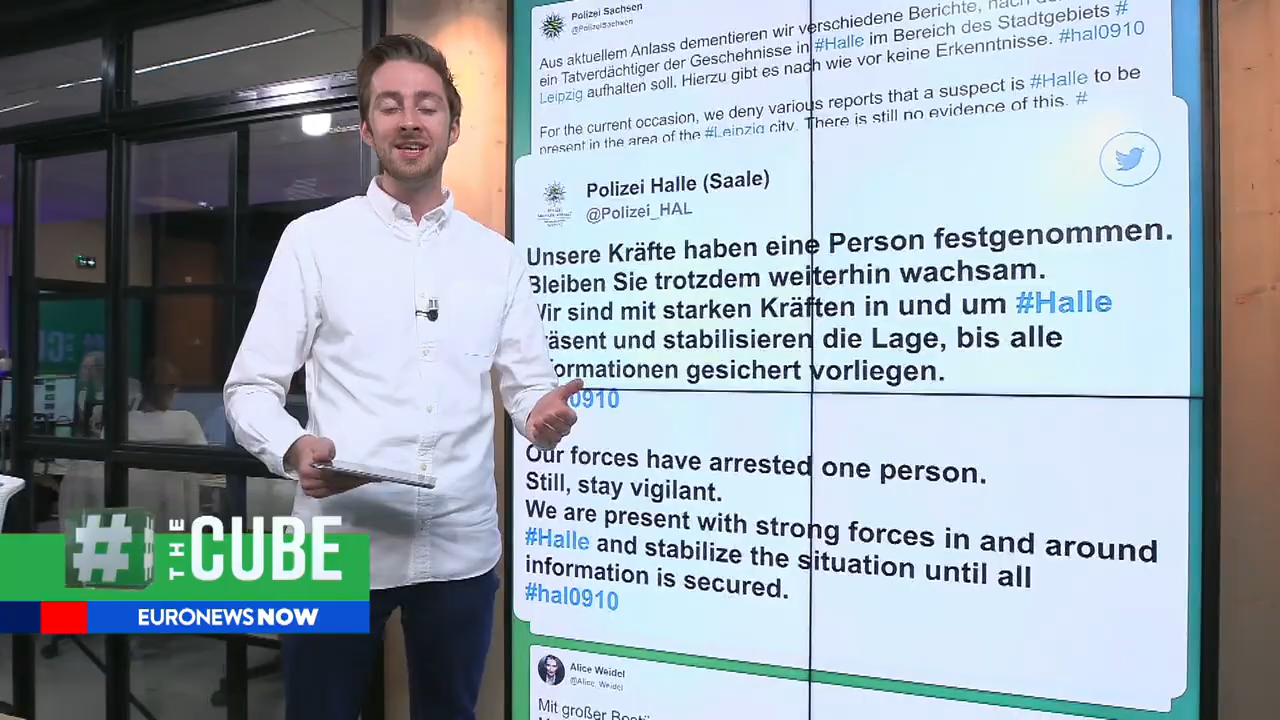 Polizei Sachsen
@PolizeiSachsen
Aus aktuellem Anlass dementieren wir verschiedene Berichte, nach
ein Tatverdächtiger der Geschehnisse in #Halle im Bereich des Stadtgebiets #
Leipzig aufhalten soll. Hierzu gibt es nach wie vor keine Erkenntnisse. #hal0910
For the current occasion, we deny various reports that a suspect is #Halle to be
present in the area of the #Leipzig city. There is still no evidence of this. #
Polizei Halle (Saale)
@Polizei_HAL
Unsere Kräfte haben eine Person festgenommen.
Bleiben Sie trotzdem weiterhin wachsam.
Wir sind mit starken Kräften in und um #Halle
räsent und stabilisieren die Lage, bis alle
formationen gesichert vorliegen.
0910
Our forces have arrested one person.
Still, stay vigilant.
We are present with strong forces in and around
#Halle and stabilize the situation until all
information is secured.
#hal0910
Alice Weidel
@Alice_Weidel
Mit großer
# THE CUBE
EURONEWS NOW